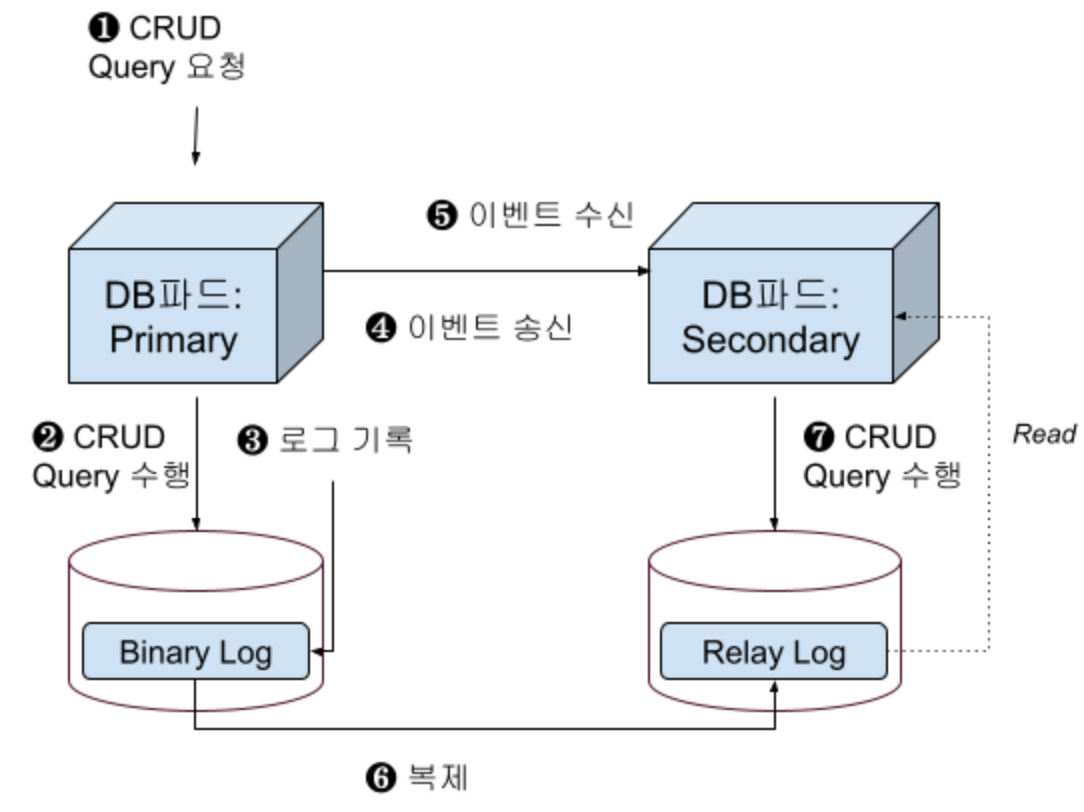 ❶ CRUD
Query 요청
❺ 이벤트 수신
DB파드:
Primary
DB파드:
Secondary
❹ 이벤트 송신
❷ CRUD
Query 수행
❸ 로그 기록
❼ CRUD
Query 수행
Read
Binary Log
Relay Log
❻ 복제